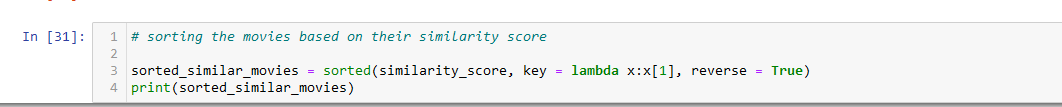 In [31]:
1 # sorting the movies based on their similarity score
2
3 sorted_similar_movies = sorted(similarity_score, key = lambda x:x[1], reverse = True)
4 print(sorted_similar_movies)